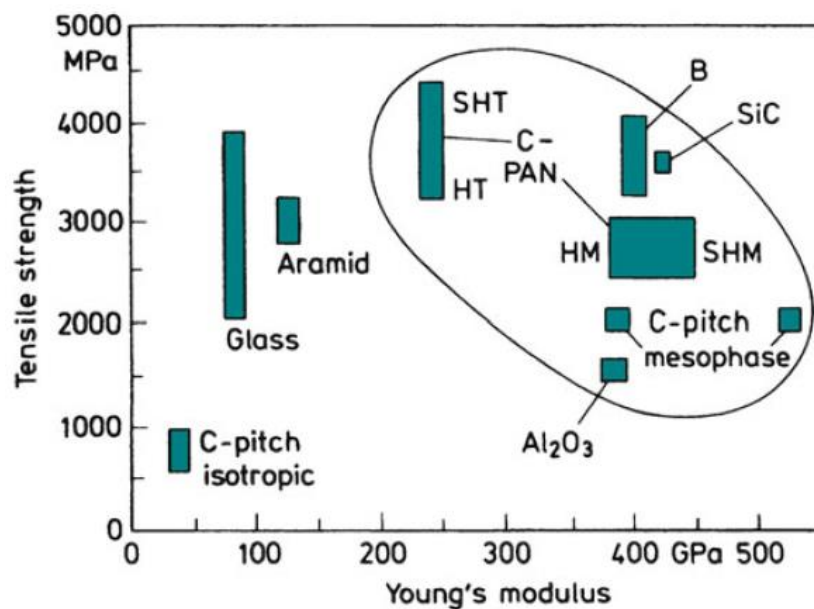 5000
MPa
4000
3000
2000
1000
0
Tensile strength
SHT
C-
PAN
HT
B
SiC
HM
SHM
Aramid
Glass
C-pitch
mesophase
Al₂O₃
C-pitch
isotropic
0 100 200 300 400 GPa 500
Young's modulus